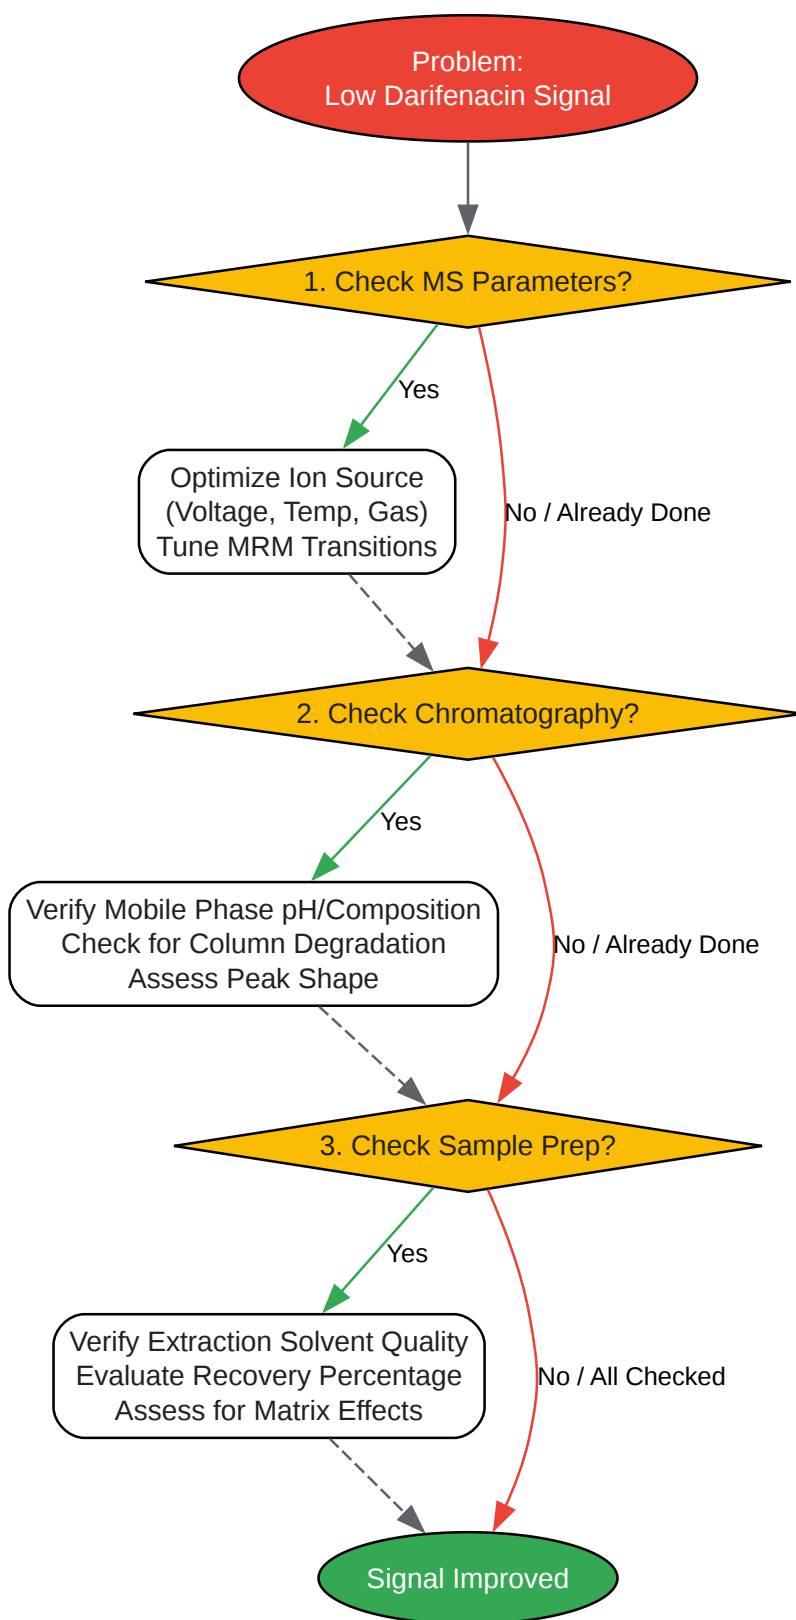 Problem:
Low Darifenacin Signal
1. Check MS Parameters?
Yes
Optimize Ion Source
(Voltage, Temp, Gas)
Tune MRM Transitions
No / Already Done
2. Check Chromatography?
Yes
Verify Mobile Phase pH/Composition
Check for Column Degradation
Assess Peak Shape
No / Already Done
3. Check Sample Prep?
Yes
Verify Extraction Solvent Quality
Evaluate Recovery Percentage
Assess for Matrix Effects
No / All Checked
Signal Improved